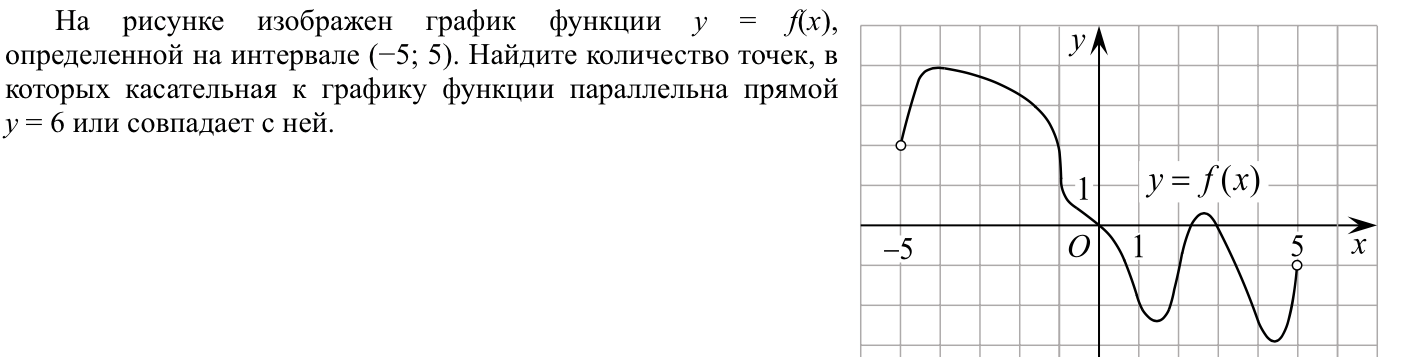 На рисунке изображен график функции y = f(x),
определенной на интервале (−5; 5). Найдите количество точек, в
которых касательная к графику функции параллельна прямой
y = 6 или совпадает с ней.
y
1
y = f (x)
−5
O
1
5
x